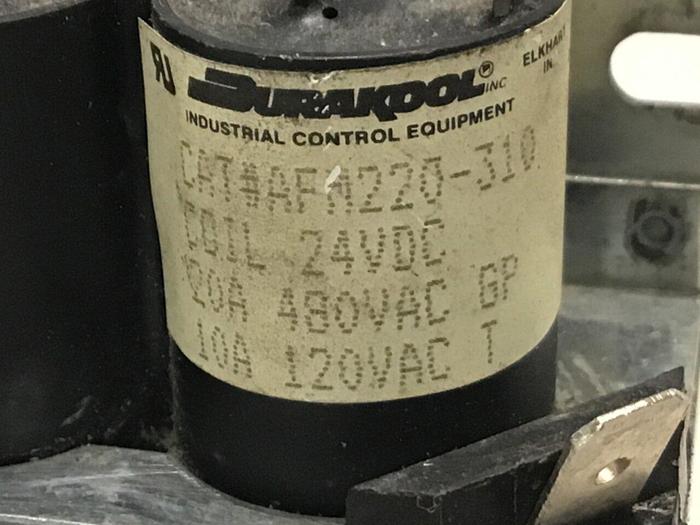 DURAKOOL® INC
ELKHART
IN.
INDUSTRIAL CONTROL EQUIPMENT
CAT#AFM220-310
COIL 24VDC
20A 480VAC GP
10A 120VAC T